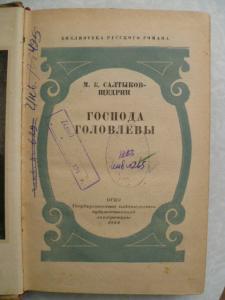 БИБЛИОТЕКА РУССКОГО РОМАНА
М. Е. САЛТЫКОВ-
ЩЕДРИН
ГОСПОДА
ГОЛОВЛЕВЫ
ОГИЗ
Государственное издательство
художественной
литературы